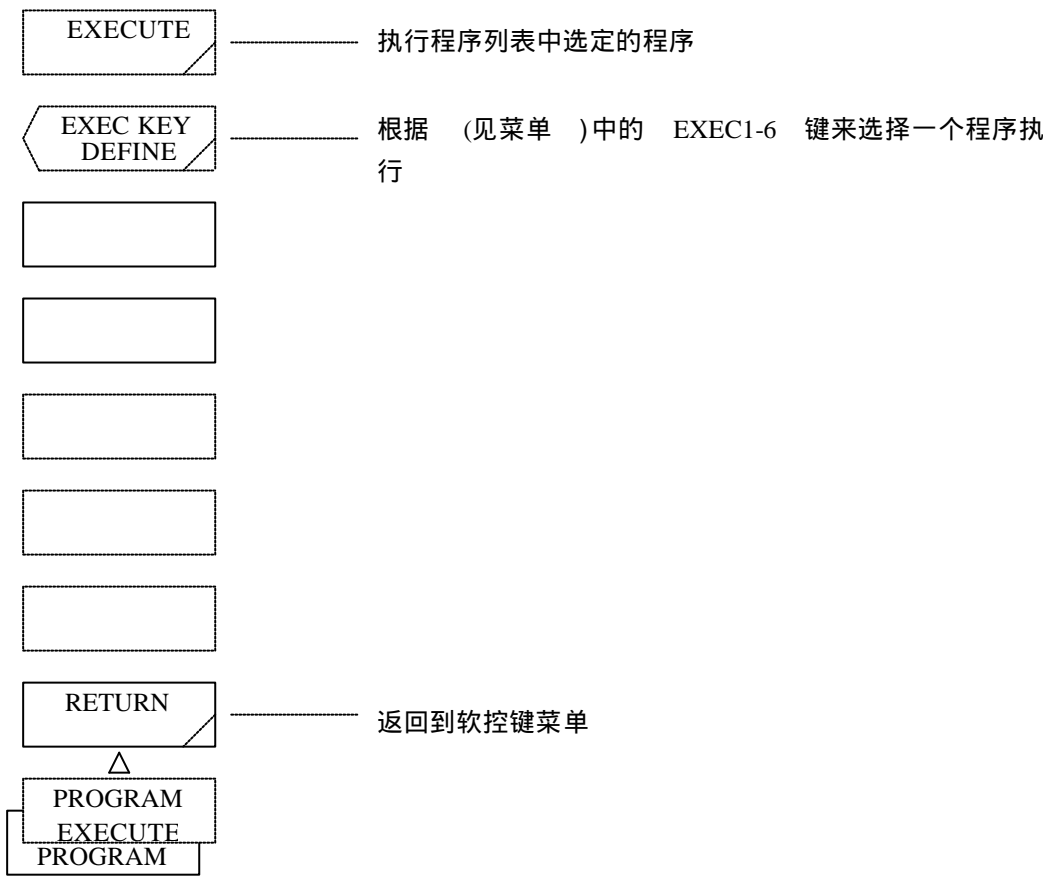 EXECUTE
执行程序列表中选定的程序
EXEC KEY
DEFINE
根据 (见菜单 )中的 EXEC1-6 键来选择一个程序执
行
RETURN
返回到软控键菜单
PROGRAM
EXECUTE
PROGRAM